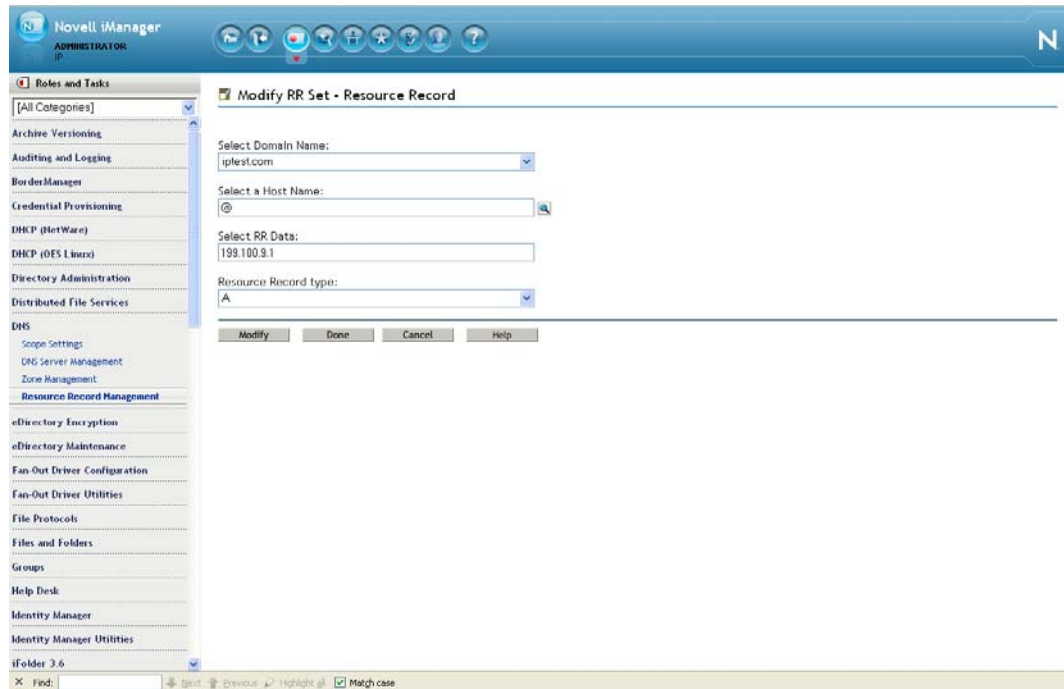 Novell iManager
ADMINISTRATOR
IP
N
Roles and Tasks
[All Categories]
Archive Versioning
Auditing and Logging
BorderManager
Credential Provisioning
DHCP (NetWare)
DHCP (OES Linux)
Directory Administration
Distributed File Services
DNS
Scope Settings
DNS Server Management
Zone Management
Resource Record Management
eDirectory Encryption
eDirectory Maintenance
Fan-Out Driver Configuration
Fan-Out Driver Utilities
File Protocols
Files and Folders
Groups
Help Desk
Identity Manager
Identity Manager Utilities
iFolder 3.6
Modify RR Set - Resource Record
Select Domain Name:
iptest.com
Select a Host Name:
@
Select RR Data:
199.100.9.1
Resource Record type:
A
Modify Done Cancel Help
× Find: Next Previous Highlight all Match case